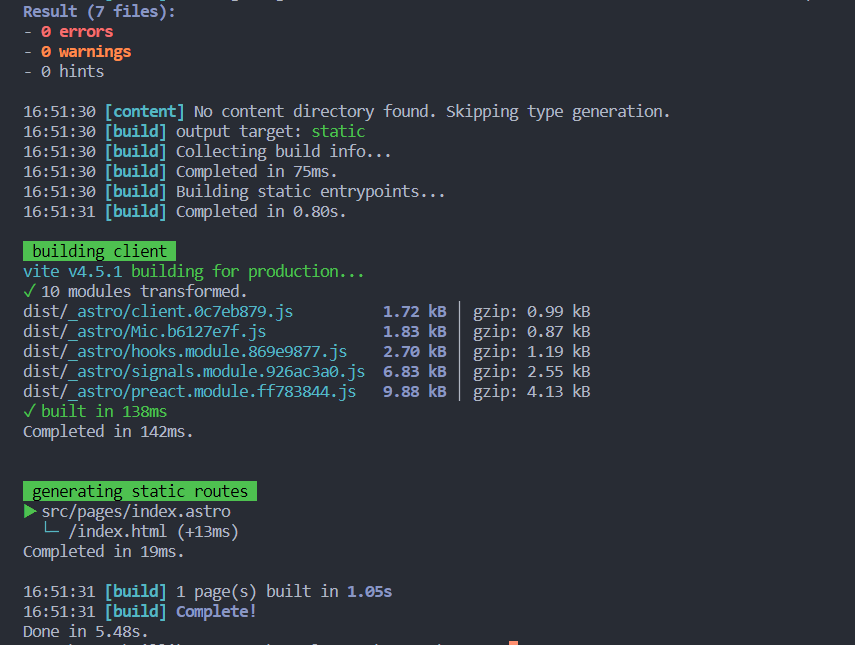 Result (7 files):
- 0 errors
- 0 warnings
- 0 hints
16:51:30 [content] No content directory found. Skipping type generation.
16:51:30 [build] output target: static
16:51:30 [build] Collecting build info...
16:51:30 [build] Completed in 75ms.
16:51:30 [build] Building static entrypoints...
16:51:31 [build] Completed in 0.80s.
building client
vite v4.5.1 building for production...
✓ 10 modules transformed.
dist/_astro/client.0c7eb879.js 1.72 kB │ gzip: 0.99 kB
dist/_astro/Mic.b6127e7f.js 1.83 kB │ gzip: 0.87 kB
dist/_astro/hooks.module.869e9877.js 2.70 kB │ gzip: 1.19 kB
dist/_astro/signals.module.926ac3a0.js 6.83 kB │ gzip: 2.55 kB
dist/_astro/preact.module.ff783844.js 9.88 kB │ gzip: 4.13 kB
✓ built in 138ms
Completed in 142ms.
generating static routes
▶ src/pages/index.astro
└─ /index.html (+13ms)
Completed in 19ms.
16:51:31 [build] 1 page(s) built in 1.05s
16:51:31 [build] Complete!
Done in 5.48s.